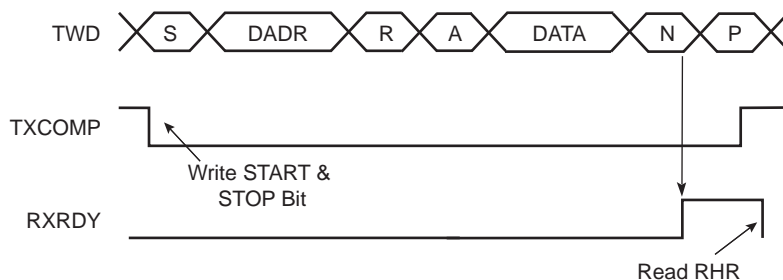 TWD S DADR R A DATA N P
TXCOMP
Write START &
STOP Bit
RXRDY
Read RHR